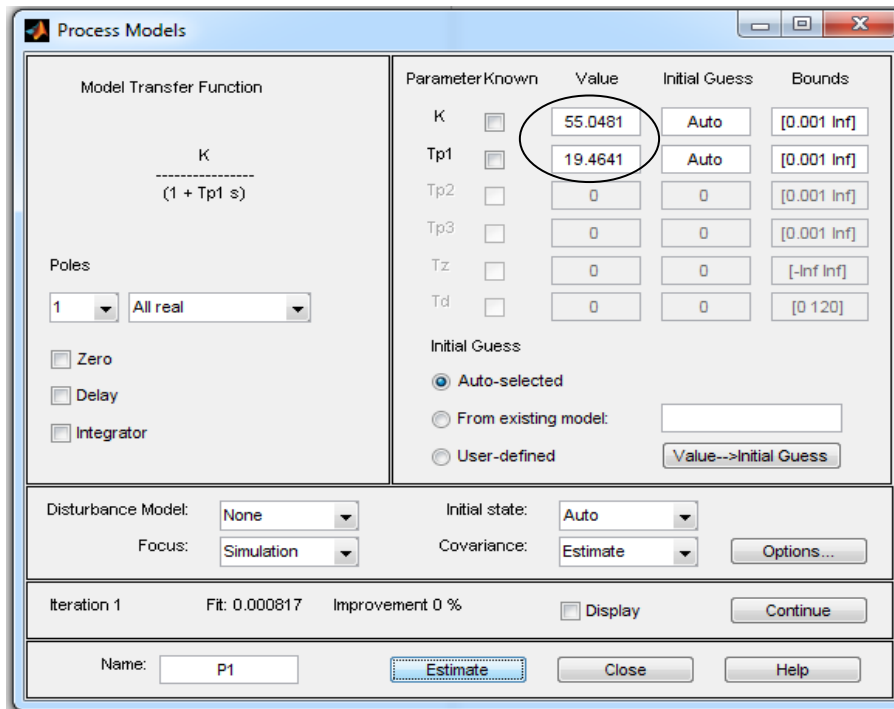 Process Models
Model Transfer Function
K
----------------
(1 + Tp1 s)
Poles
1 All real
Zero
Delay
Integrator
Parameter Known Value Initial Guess Bounds
K 55.0481 Auto [0.001 Inf]
Tp1 19.4641 Auto [0.001 Inf]
Tp2 0 0 [0.001 Inf]
Tp3 0 0 [0.001 Inf]
Tz 0 0 [-Inf Inf]
Td 0 0 [0 120]
Initial Guess
Auto-selected
From existing model:
User-defined Value-->Initial Guess
Disturbance Model: None Initial state: Auto
Focus: Simulation Covariance: Estimate Options...
Iteration 1 Fit: 0.000817 Improvement 0 % Display Continue
Name: P1 Estimate Close Help